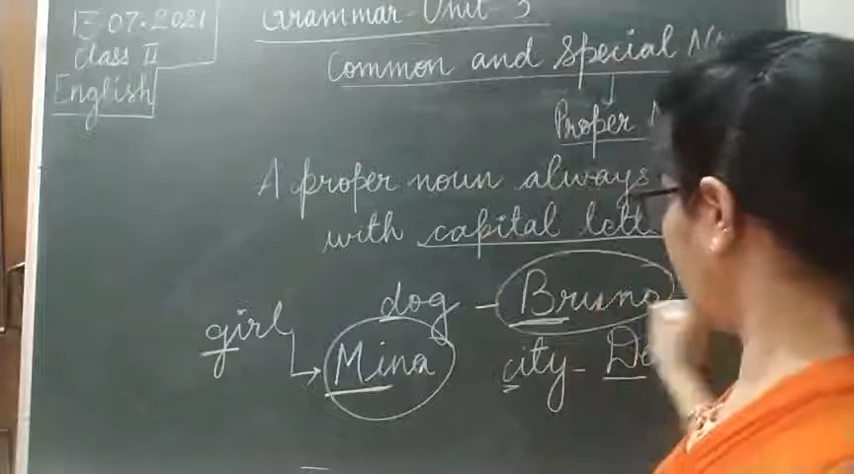 13.07.2021
Class II
English
Grammar Unit-3
Common and Special
Proper
A proper noun always
with capital
dog - Bruno
girl
Mina
city -